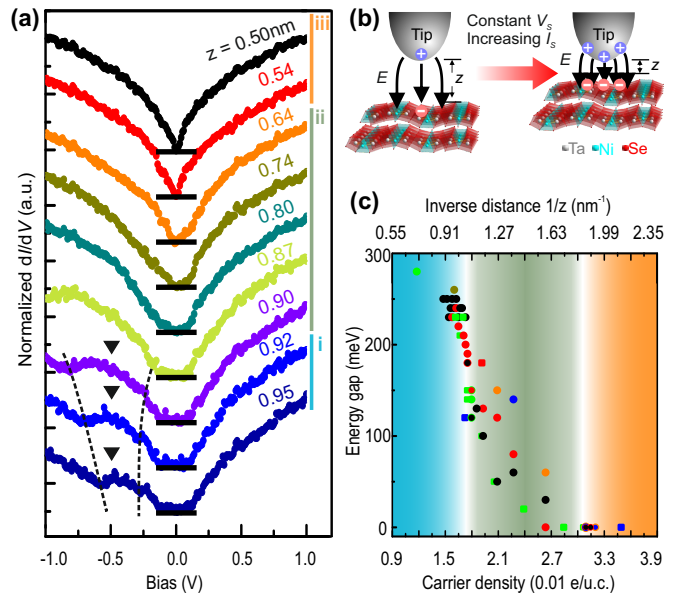 (a)
iii
z = 0.50nm
0.54
0.64
ii
0.74
0.80
0.87
0.90
i
0.92
0.95
Normalized dI/dV (a.u.)
-1.0 -0.5 0.0 0.5 1.0
Bias (V)
(b)
Constant Vs
Increasing Is
Tip
+
E
z
−
Tip
+ + +
z
− − −
Ta Ni Se
(c)
Inverse distance 1/z (nm-1)
0.55 0.91 1.27 1.63 1.99 2.35
300
200
100
0
Energy gap (meV)
0.9 1.5 2.1 2.7 3.3 3.9
Carrier density (0.01 e/u.c.)